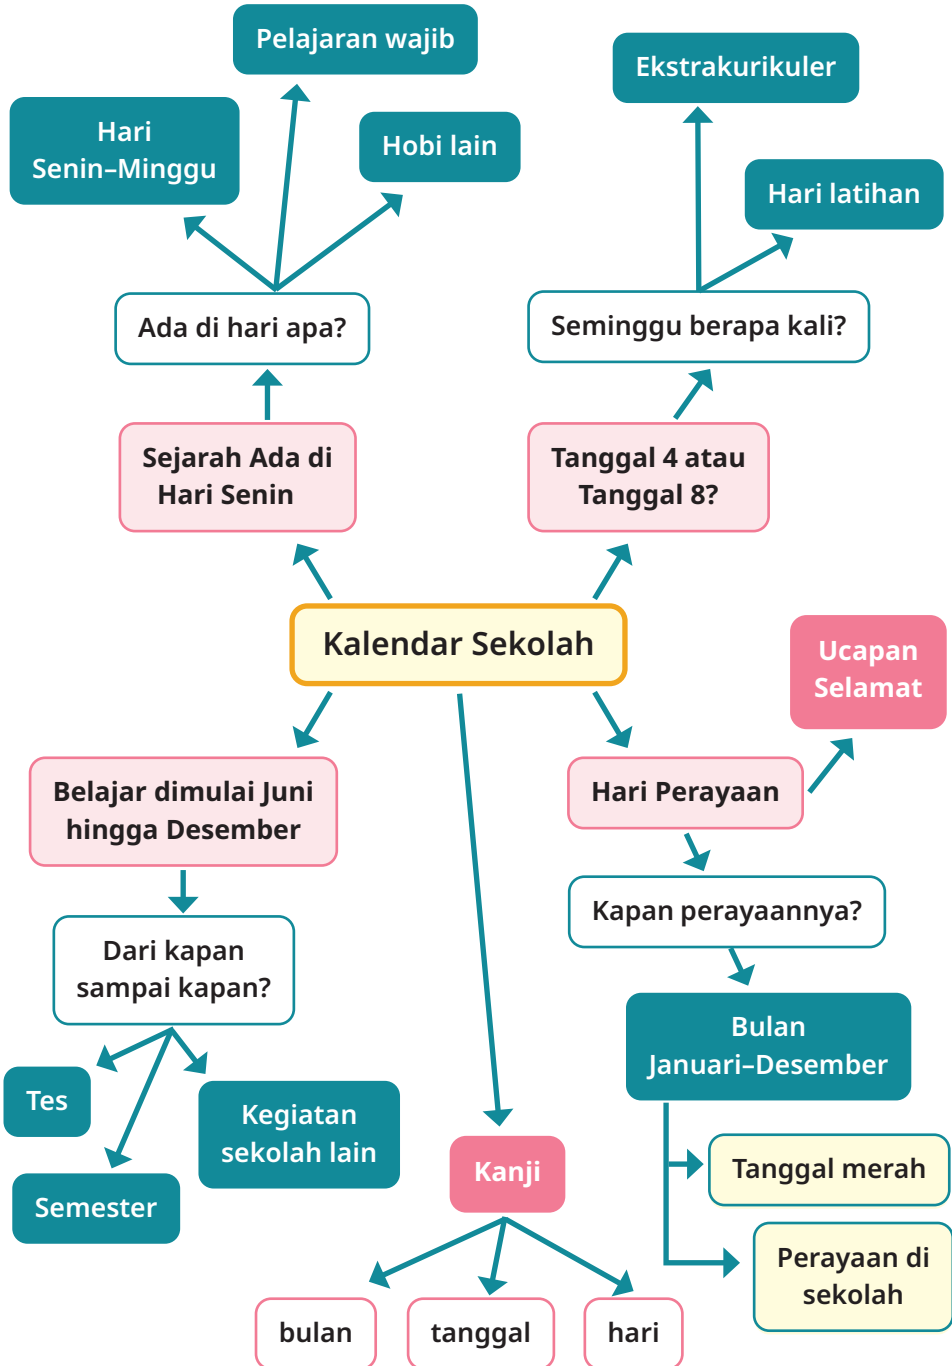 Pelajaran wajib
Ekstrakurikuler
Hari
Senin–Minggu
Hobi lain
Hari latihan
Ada di hari apa?
Seminggu berapa kali?
Sejarah Ada di
Hari Senin
Tanggal 4 atau
Tanggal 8?
Kalendar Sekolah
Ucapan
Selamat
Belajar dimulai Juni
hingga Desember
Hari Perayaan
Kapan perayaannya?
Dari kapan
sampai kapan?
Bulan
Januari–Desember
Tes
Kegiatan
sekolah lain
Semester
Kanji
Tanggal merah
Perayaan di
sekolah
bulan
tanggal
hari